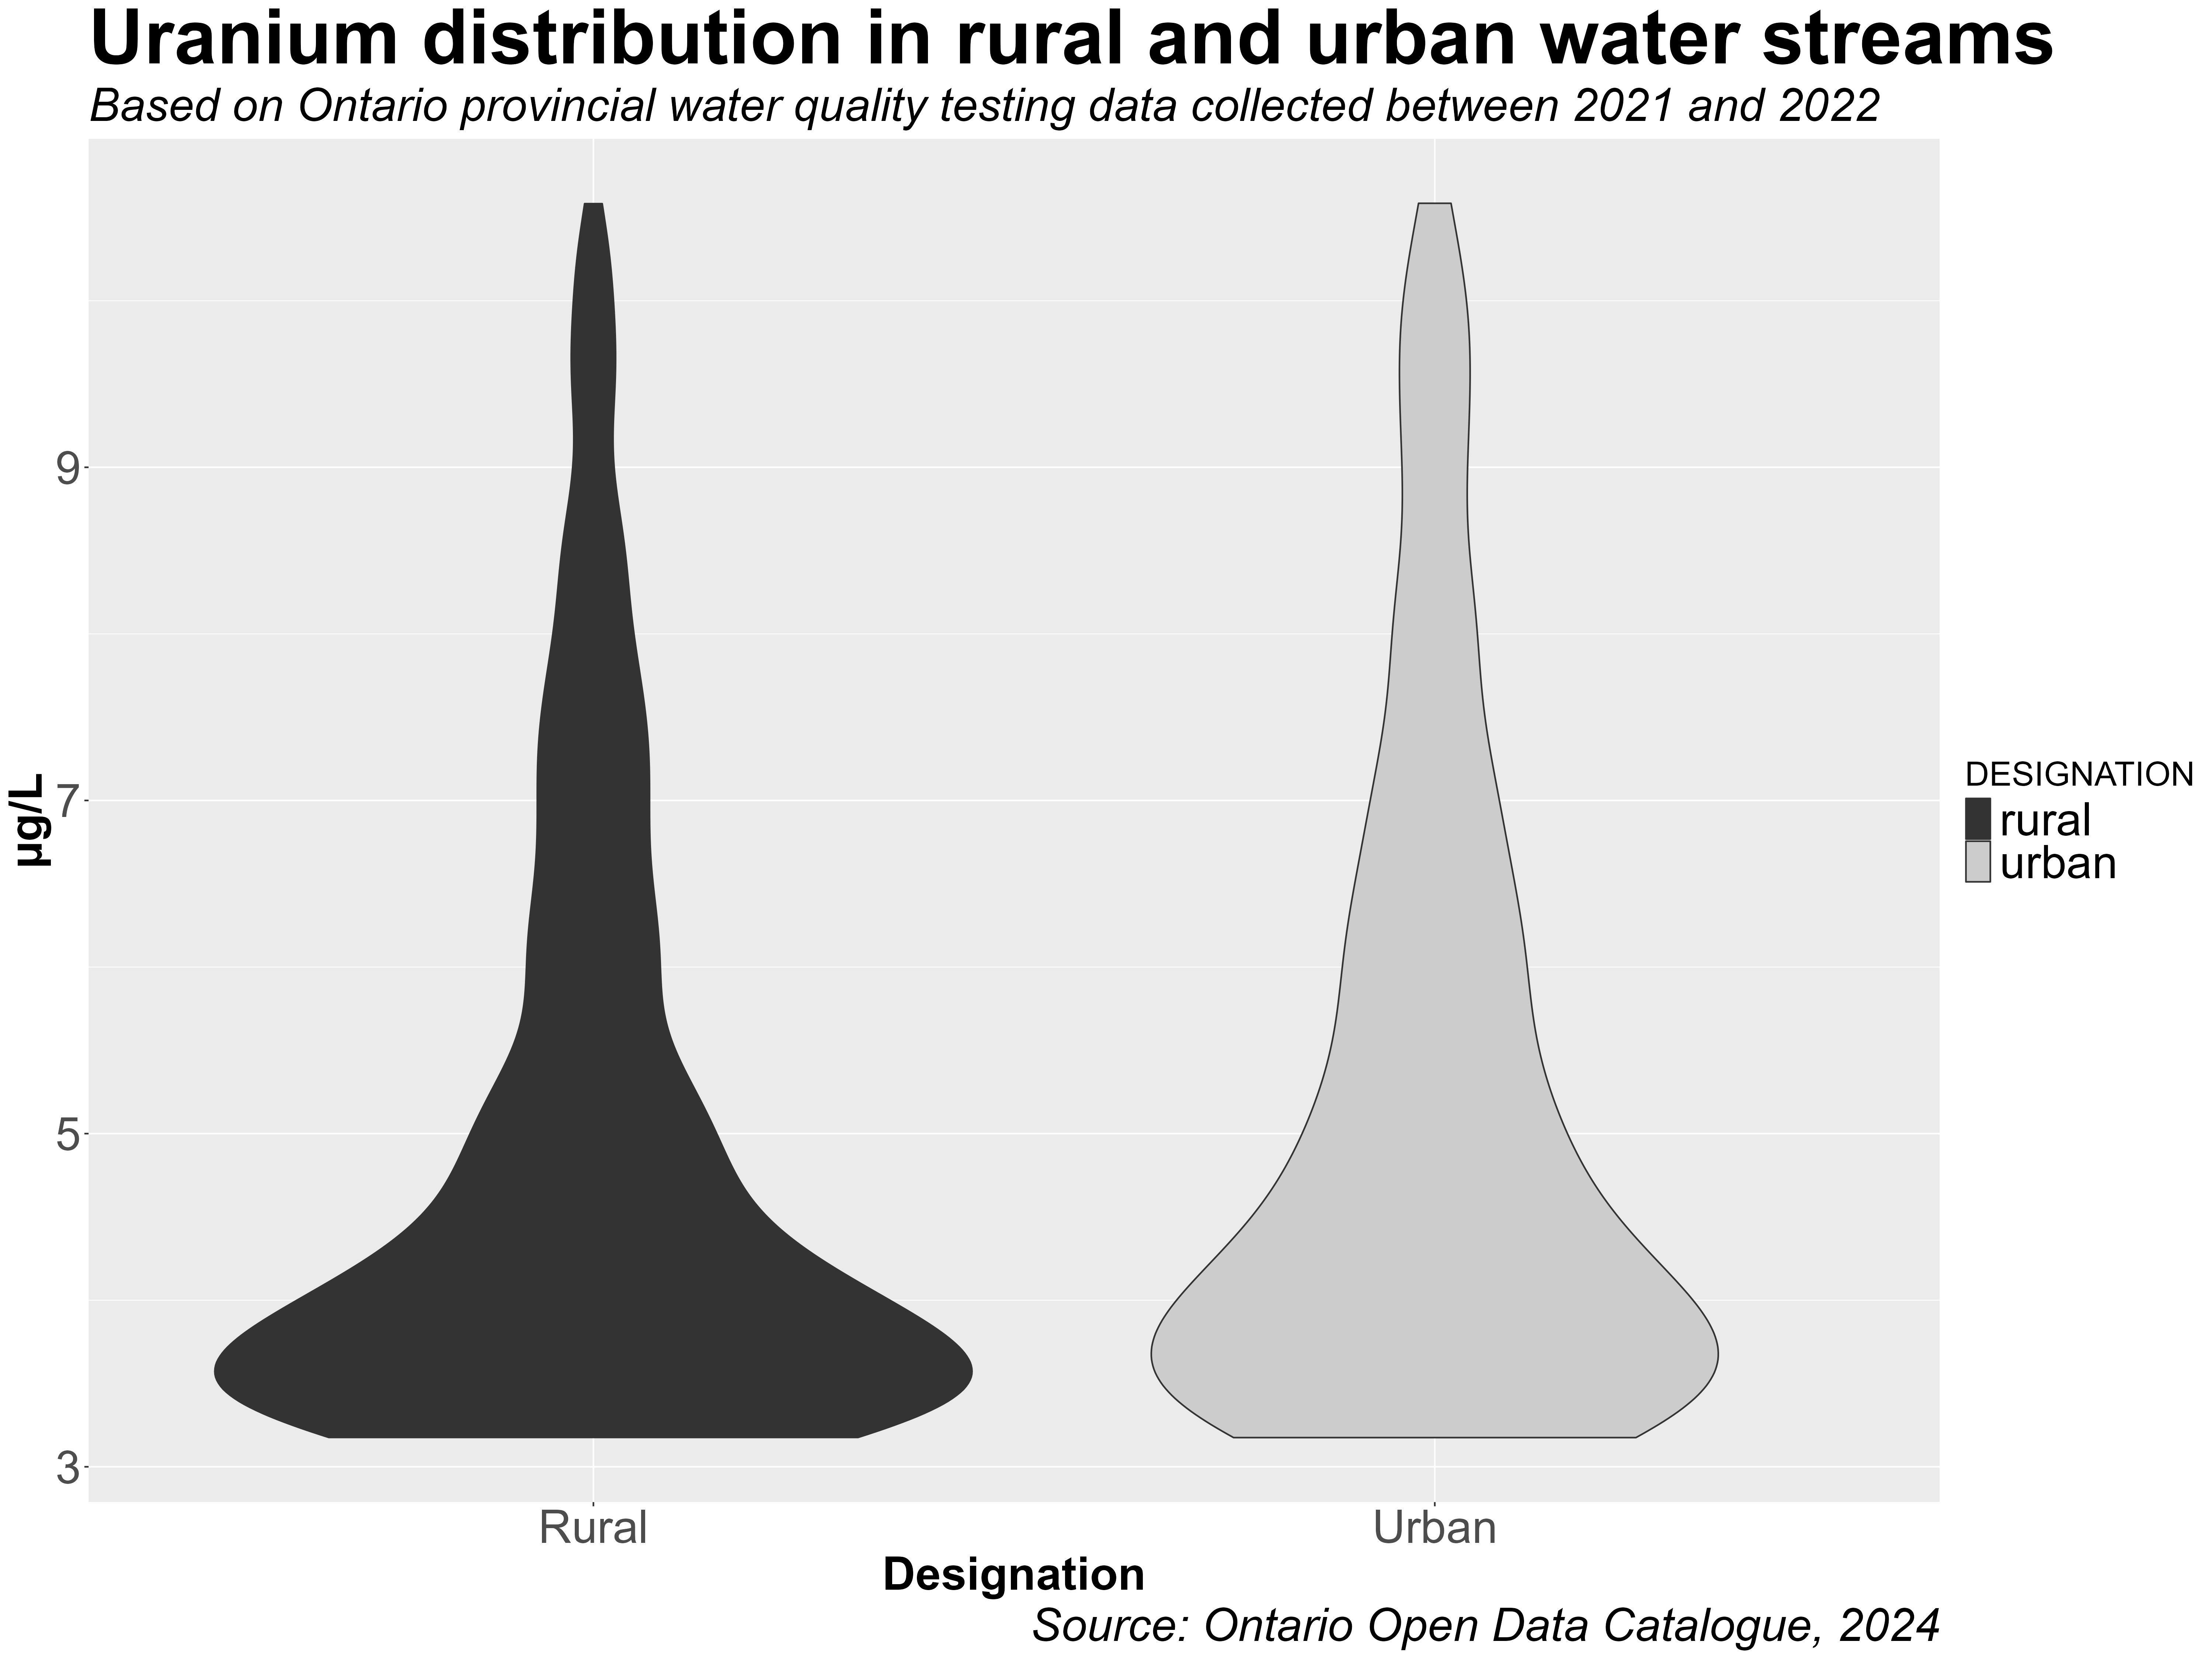 Uranium distribution in rural and urban water streams
Based on Ontario provincial water quality testing data collected between 2021 and 2022
µg/L
9
7
5
3
Rural
Urban
Designation
DESIGNATION
rural
urban
Source: Ontario Open Data Catalogue, 2024